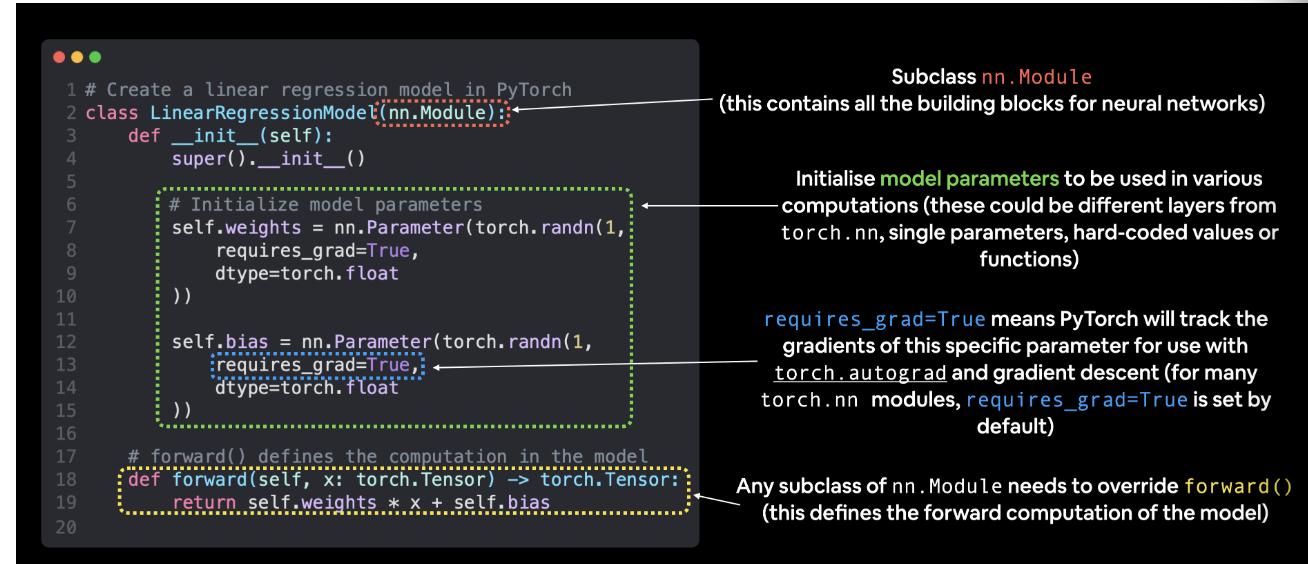 1 # Create a linear regression model in PyTorch
2 class LinearRegressionModel(nn.Module):
3     def __init__(self):
4         super().__init__()
5
6         # Initialize model parameters
7         self.weights = nn.Parameter(torch.randn(1,
8             requires_grad=True,
9             dtype=torch.float
10         ))
11
12         self.bias = nn.Parameter(torch.randn(1,
13             requires_grad=True,
14             dtype=torch.float
15         ))
16
17     # forward() defines the computation in the model
18     def forward(self, x: torch.Tensor) -> torch.Tensor:
19         return self.weights * x + self.bias
20
Subclass nn.Module
(this contains all the building blocks for neural networks)
Initialise model parameters to be used in various
computations (these could be different layers from
torch.nn, single parameters, hard-coded values or
functions)
requires_grad=True means PyTorch will track the
gradients of this specific parameter for use with
torch.autograd and gradient descent (for many
torch.nn modules, requires_grad=True is set by
default)
Any subclass of nn.Module needs to override forward()
(this defines the forward computation of the model)